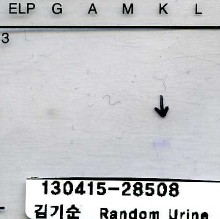 ELP G A M K L
3
130415-28508
김기순 Random Urine